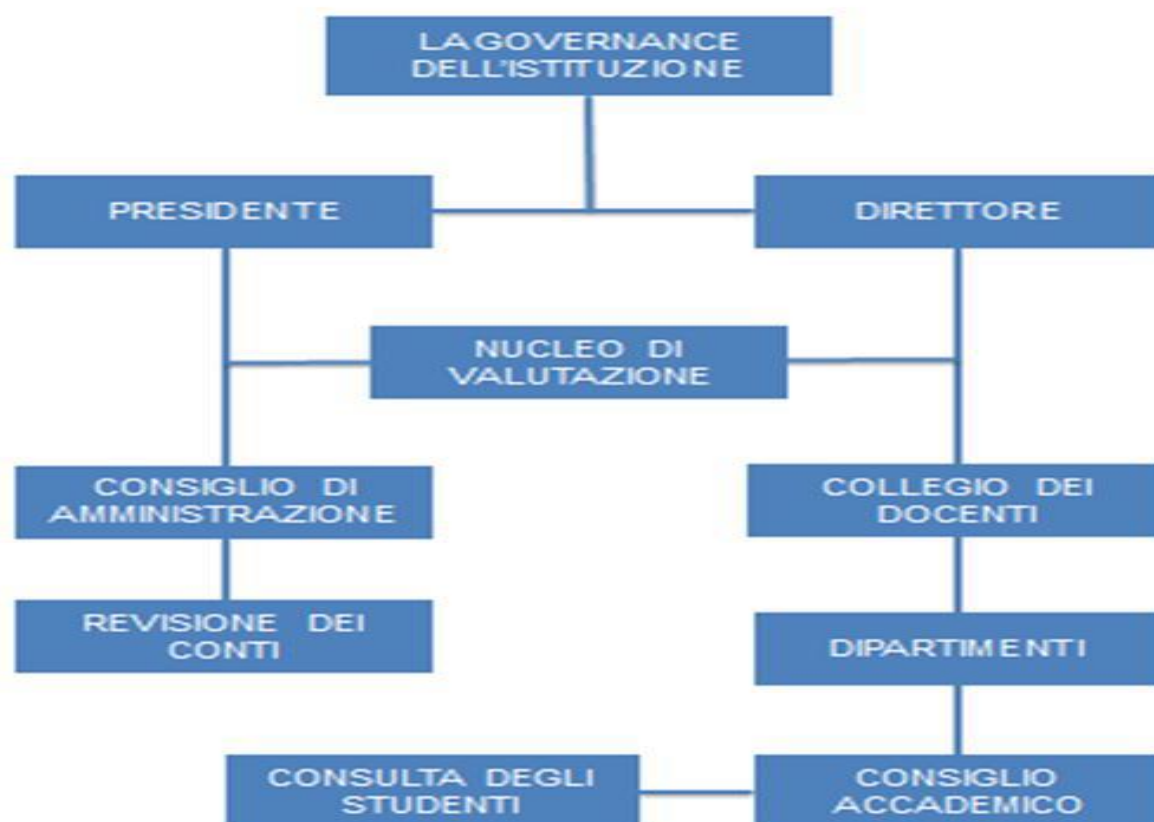 LA GOVERNANCE
DELL'ISTITUZIONE
PRESIDENTE
DIRETTORE
NUCLEO DI
VALUTAZIONE
CONSIGLIO DI
AMMINISTRAZIONE
COLLEGIO DEI
DOCENTI
REVISIONE DEI
CONTI
DIPARTIMENTI
CONSULTA DEGLI
STUDENTI
CONSIGLIO
ACCADEMICO